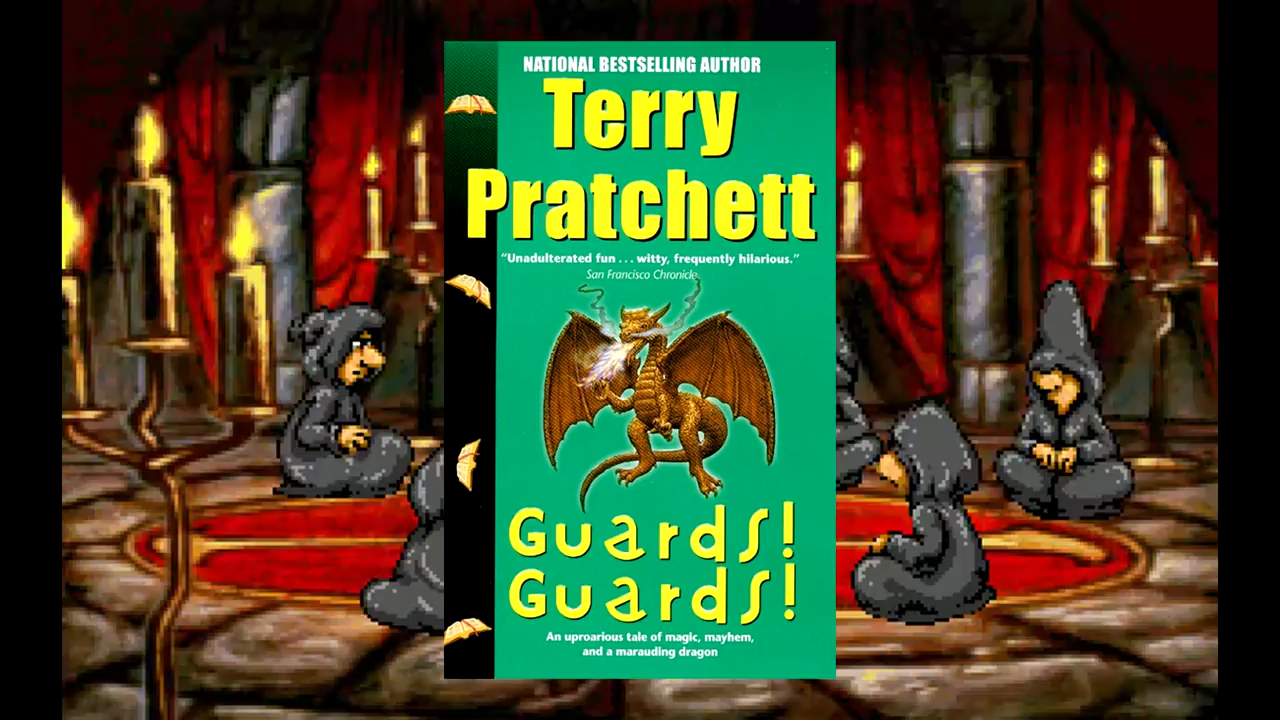 NATIONAL BESTSELLING AUTHOR
Terry
Pratchett
"Unadulterated fun . . . witty, frequently hilarious."
San Francisco Chronicle
Guards!
Guards!
An uproarious tale of magic, mayhem,
and a marauding dragon